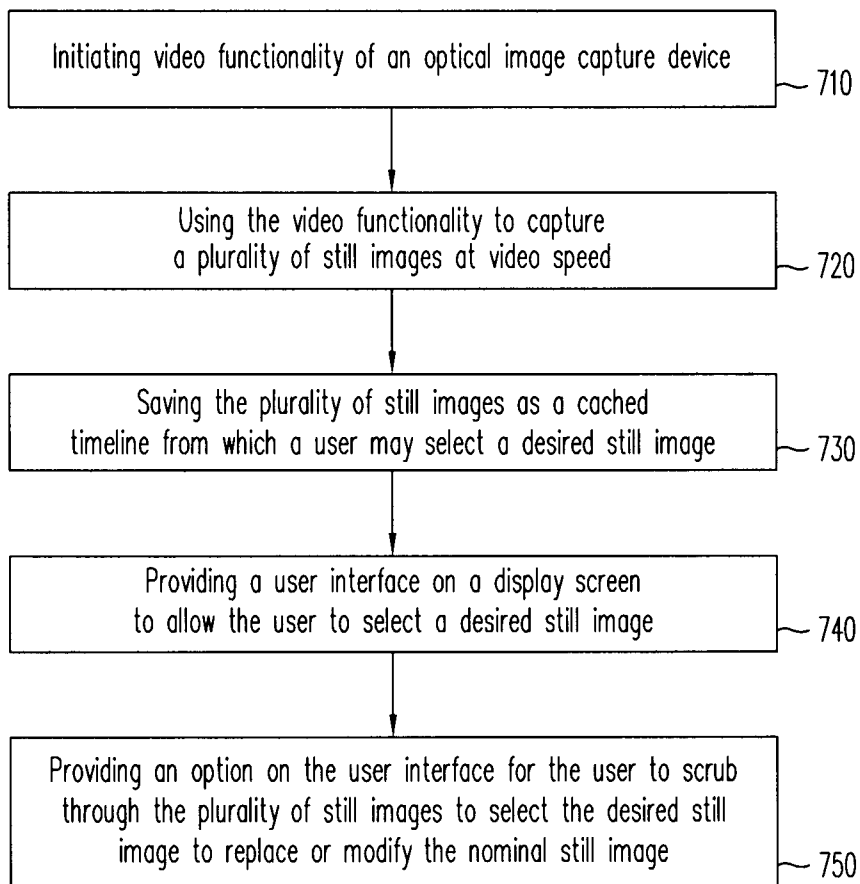 Initiating video functionality of an optical image capture device
710
Using the video functionality to capture
a plurality of still images at video speed
720
Saving the plurality of still images as a cached
timeline from which a user may select a desired still image
730
Providing a user interface on a display screen
to allow the user to select a desired still image
740
Providing an option on the user interface for the user to scrub
through the plurality of still images to select the desired still
image to replace or modify the nominal still image
750